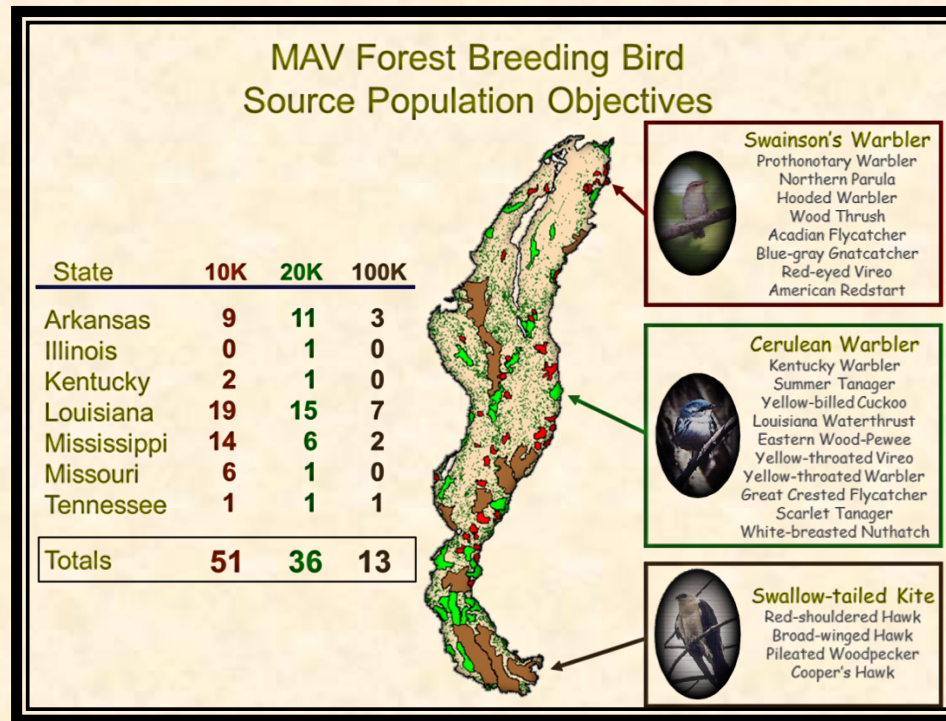 MAV Forest Breeding Bird
Source Population Objectives
State 10K 20K 100K
Arkansas 9 11 3
Illinois 0 1 0
Kentucky 2 1 0
Louisiana 19 15 7
Mississippi 14 6 2
Missouri 6 1 0
Tennessee 1 1 1
Totals 51 36 13
Swainson's Warbler
Prothonotary Warbler
Northern Parula
Hooded Warbler
Wood Thrush
Acadian Flycatcher
Blue-gray Gnatcatcher
Red-eyed Vireo
American Redstart
Cerulean Warbler
Kentucky Warbler
Summer Tanager
Yellow-billed Cuckoo
Louisiana Waterthrush
Eastern Wood-Pewee
Yellow-throated Vireo
Yellow-throated Warbler
Great Crested Flycatcher
Scarlet Tanager
White-breasted Nuthatch
Swallow-tailed Kite
Red-shouldered Hawk
Broad-winged Hawk
Pileated Woodpecker
Cooper's Hawk